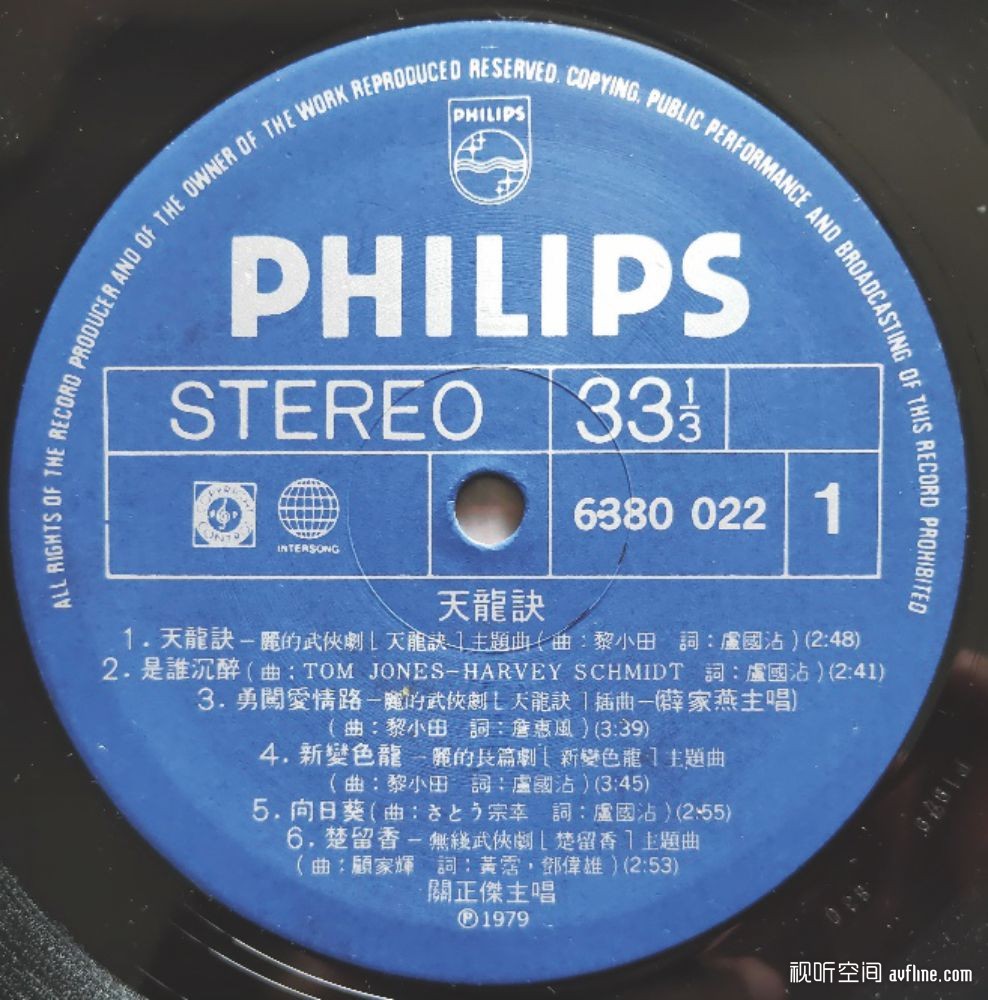 ALL RIGHTS OF THE RECORD PRODUCER AND OF THE OWNER OF THE WORK REPRODUCED RESERVED. COPYING, PUBLIC PERFORMANCE AND BROADCASTING OF THIS RECORD PROHIBITED
PHILIPS
PHILIPS
STEREO 33 1/3
INTERSONG
6380 022 1
天龍訣
1. 天龍訣－麗的武俠劇［天龍訣］主題曲（曲：黎小田 詞：盧國沾）(2:48)
2. 是誰沉醉（曲：TOM JONES-HARVEY SCHMIDT 詞：盧國沾）(2:41)
3. 勇闖愛情路－麗的武俠劇［天龍訣］插曲－(薛家燕主唱)
（曲：黎小田 詞：詹惠風）(3:39)
4. 新變色龍－麗的長篇劇［新變色龍］主題曲
（曲：黎小田 詞：盧國沾）(3:45)
5. 向日葵（曲：さとう宗幸 詞：盧國沾）(2:55)
6. 楚留香－無綫武俠劇［楚留香］主題曲
（曲：顧家輝 詞：黃霑，鄧偉雄）(2:53)
關正傑主唱
Ⓟ1979
视听空间 avfline.com